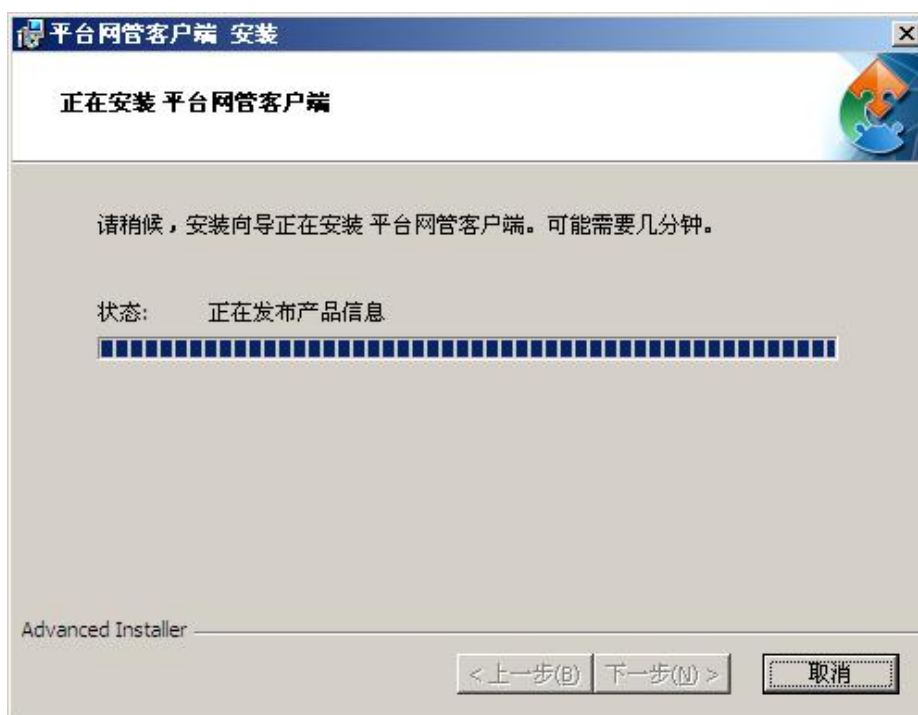 平台网管客户端 安装
正在安装 平台网管客户端
请稍候，安装向导正在安装 平台网管客户端。可能需要几分钟。
状态: 正在发布产品信息
Advanced Installer
< 上一步(B) 下一步(N) > 取消